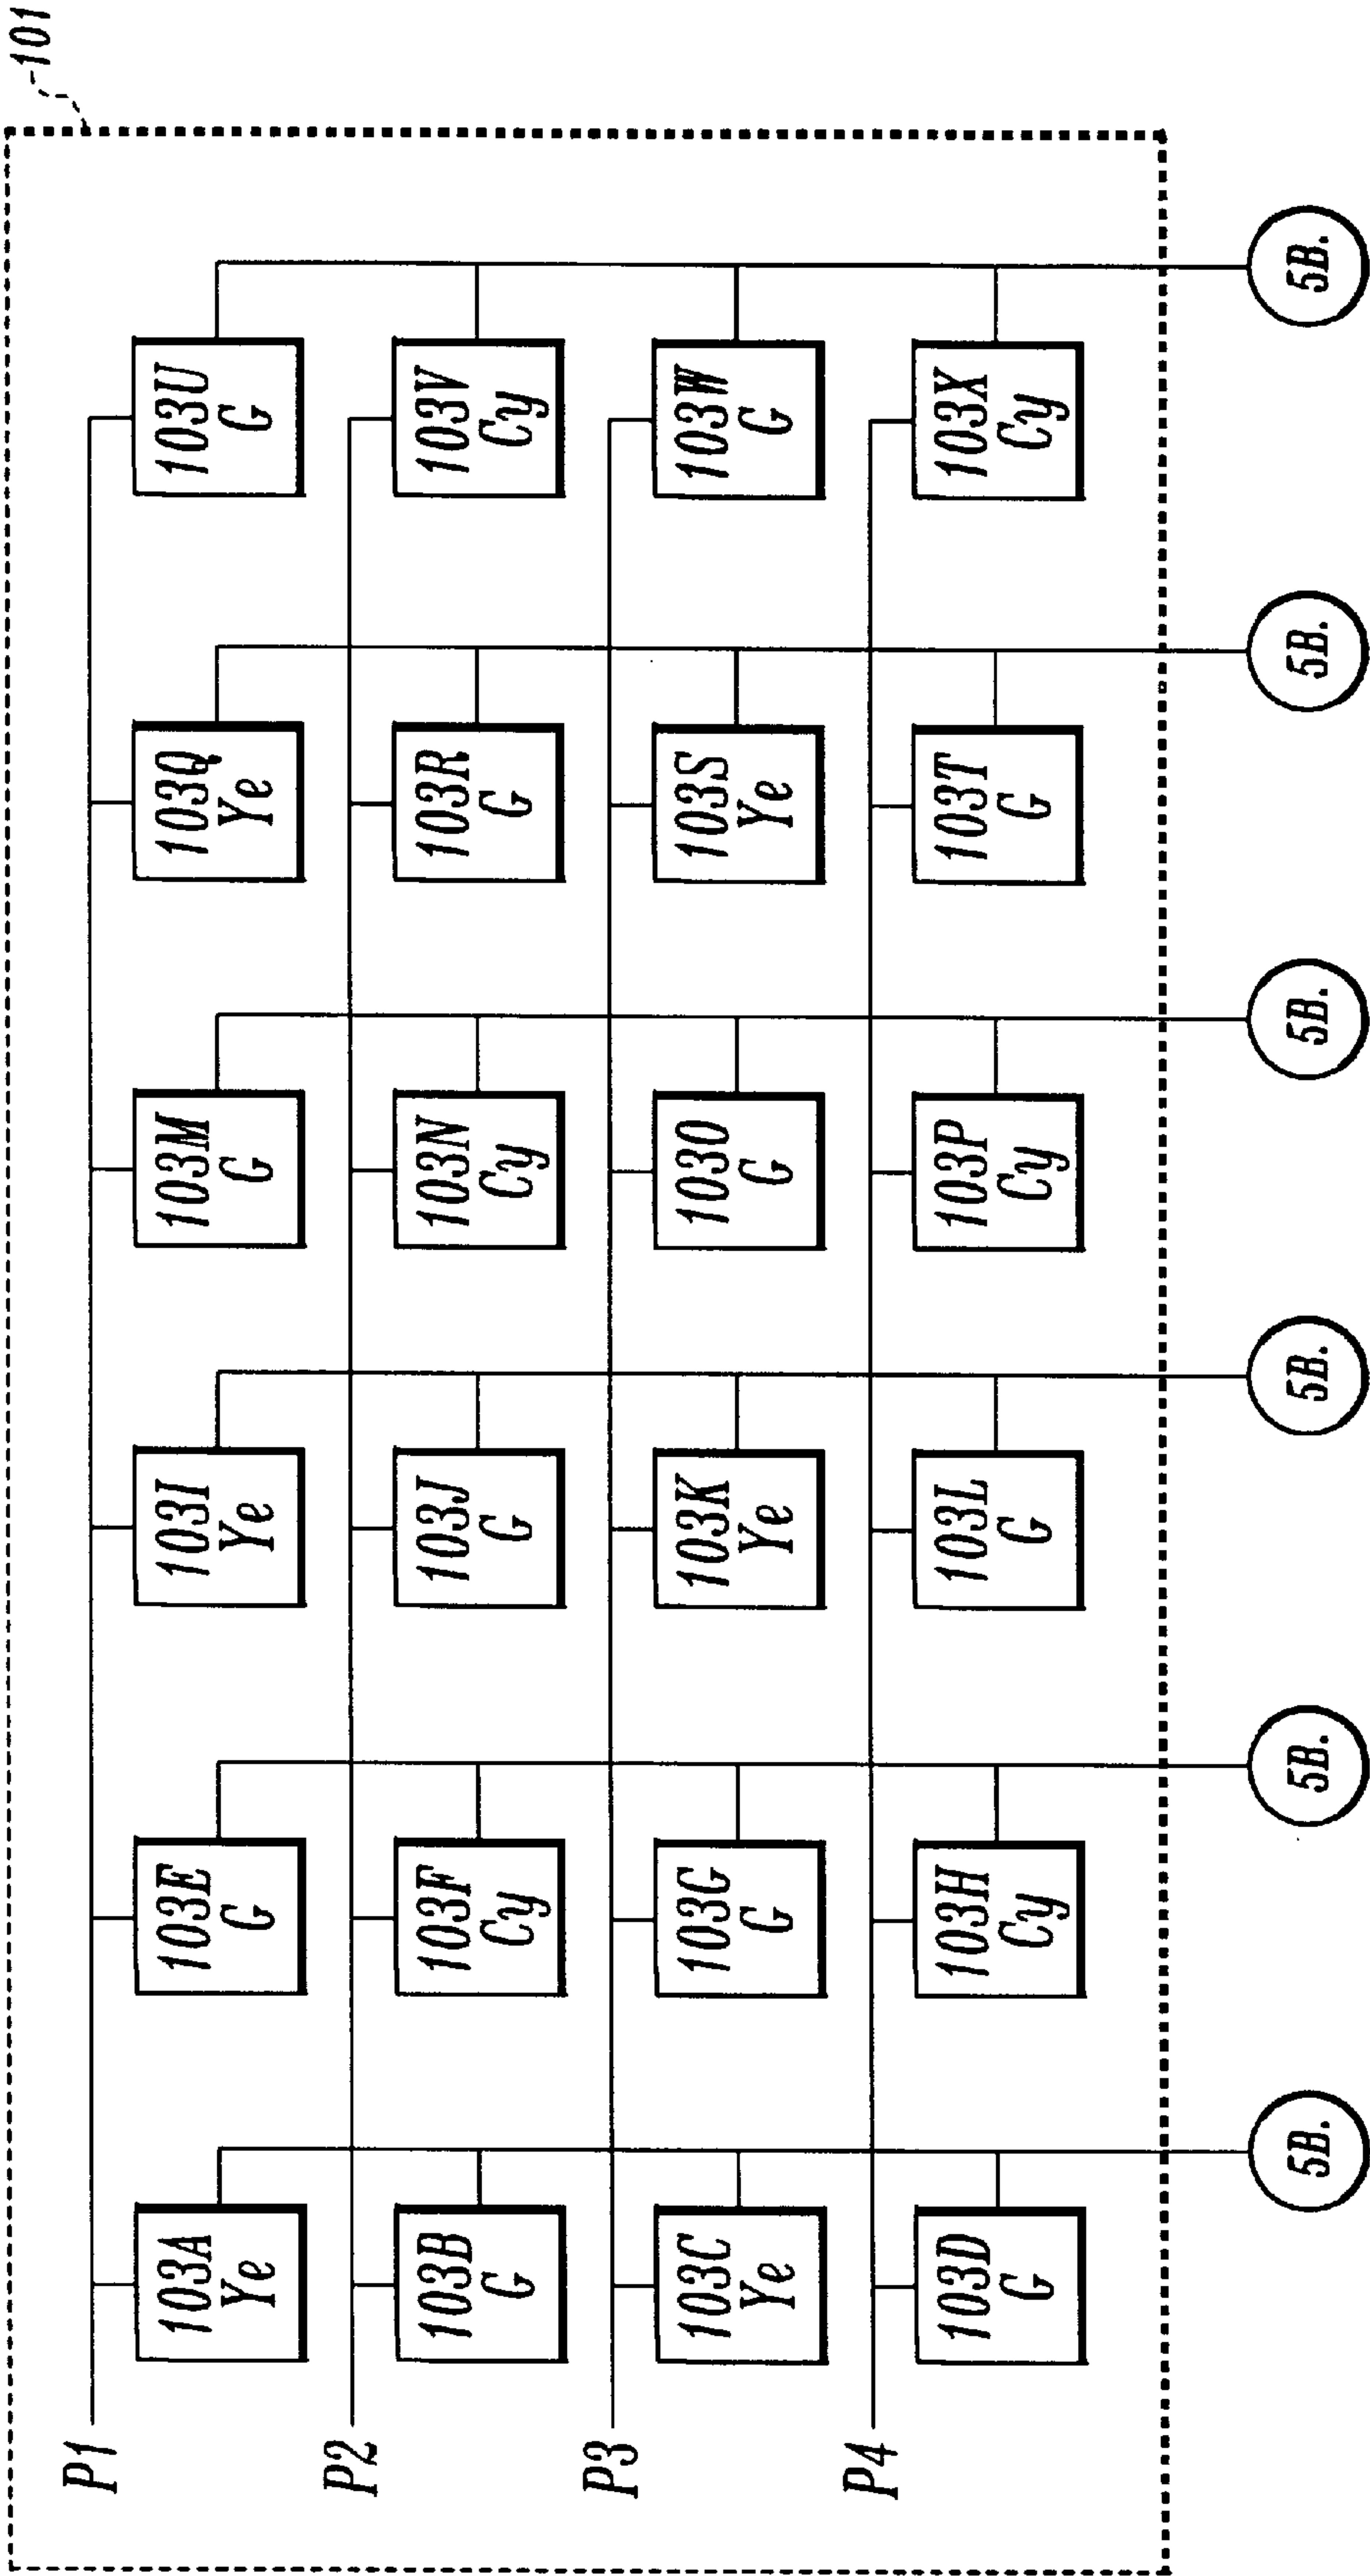 101
P1
103A
Ye
103E
G
103I
Ye
103M
G
103Q
Ye
103U
G
P2
103B
G
103F
Cy
103J
G
103N
Cy
103R
G
103V
Cy
P3
103C
Ye
103G
G
103K
Ye
103O
G
103S
Ye
103W
G
P4
103D
G
103H
Cy
103L
G
103P
Cy
103T
G
103X
Cy
5B.
5B.
5B.
5B.
5B.
5B.